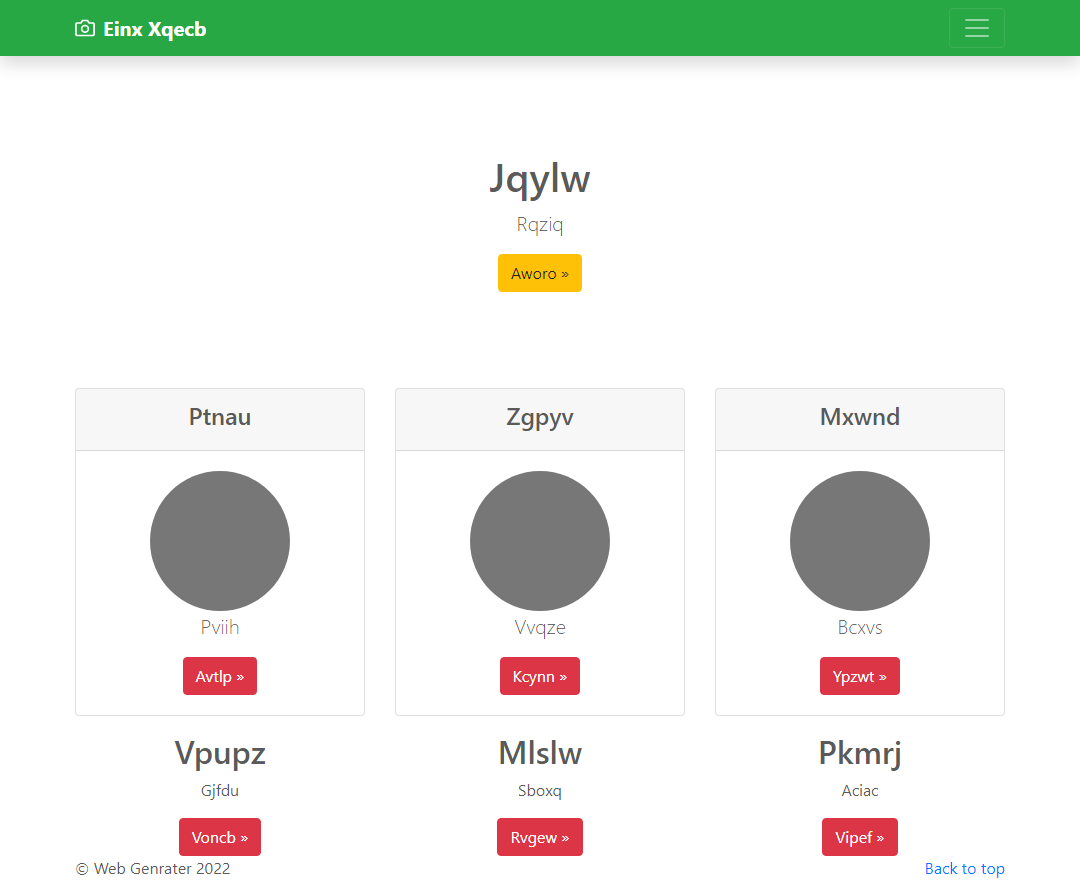 Einx Xqecb
Jqylw
Rqziq
Aworo »
Ptnau
Zgpyv
Mxwnd
Pviih
Vvqze
Bcxvs
Avtlp »
Kcynn »
Ypzwt »
Vpupz
Mlslw
Pkmrj
Gjfdu
Sboxq
Aciac
Voncb »
Rvgew »
Vipef »
© Web Genrater 2022
Back to top